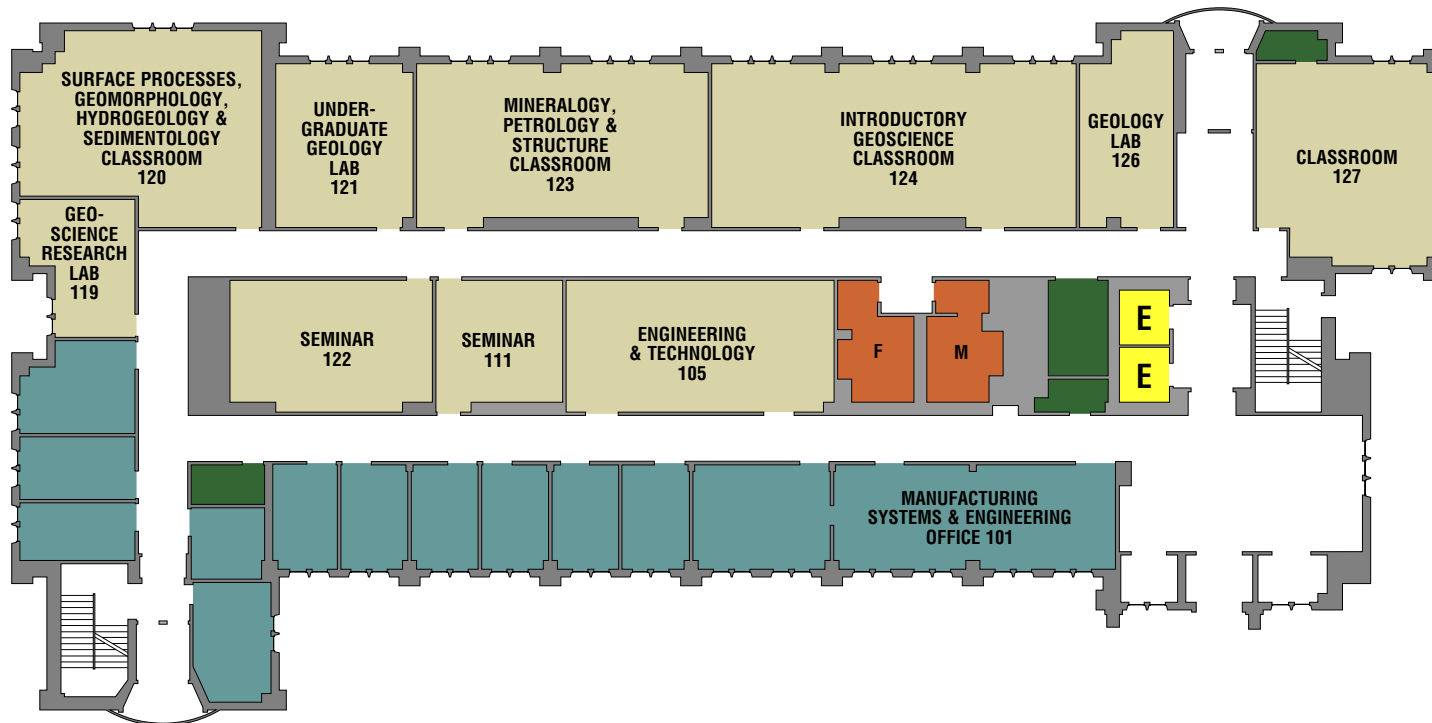 SURFACE PROCESSES,
GEOMORPHOLOGY,
HYDROGEOLOGY &
SEDIMENTOLOGY
CLASSROOM
120
UNDER-
GRADUATE
GEOLOGY
LAB
121
MINERALOGY,
PETROLOGY &
STRUCTURE
CLASSROOM
123
INTRODUCTORY
GEOSCIENCE
CLASSROOM
124
GEOLOGY
LAB
126
CLASSROOM
127
GEO-
SCIENCE
RESEARCH
LAB
119
SEMINAR
122
SEMINAR
111
ENGINEERING
& TECHNOLOGY
105
F
M
E
E
MANUFACTURING
SYSTEMS & ENGINEERING
OFFICE 101